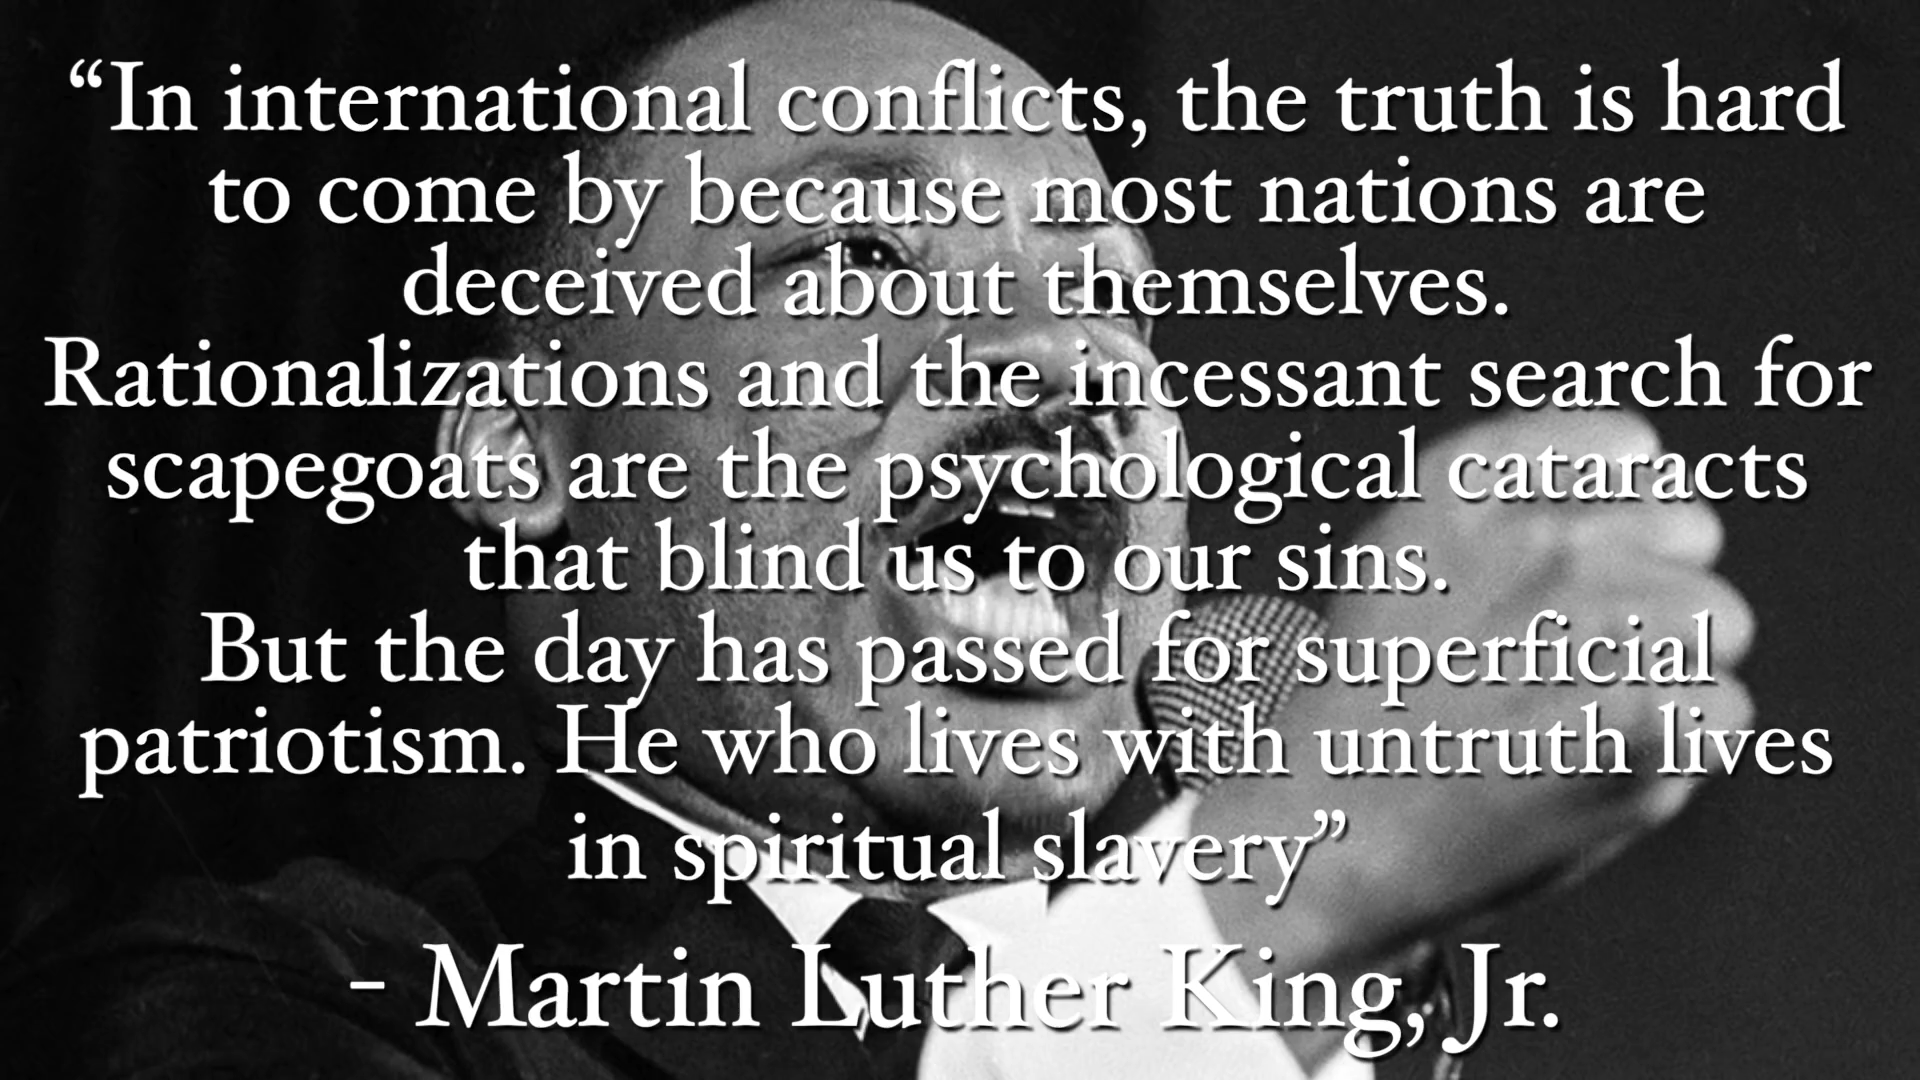 “In international conflicts, the truth is hard
to come by because most nations are
deceived about themselves.
Rationalizations and the incessant search for
scapegoats are the psychological cataracts
that blind us to our sins.
But the day has passed for superficial
patriotism. He who lives with untruth lives
in spiritual slavery”
- Martin Luther King, Jr.